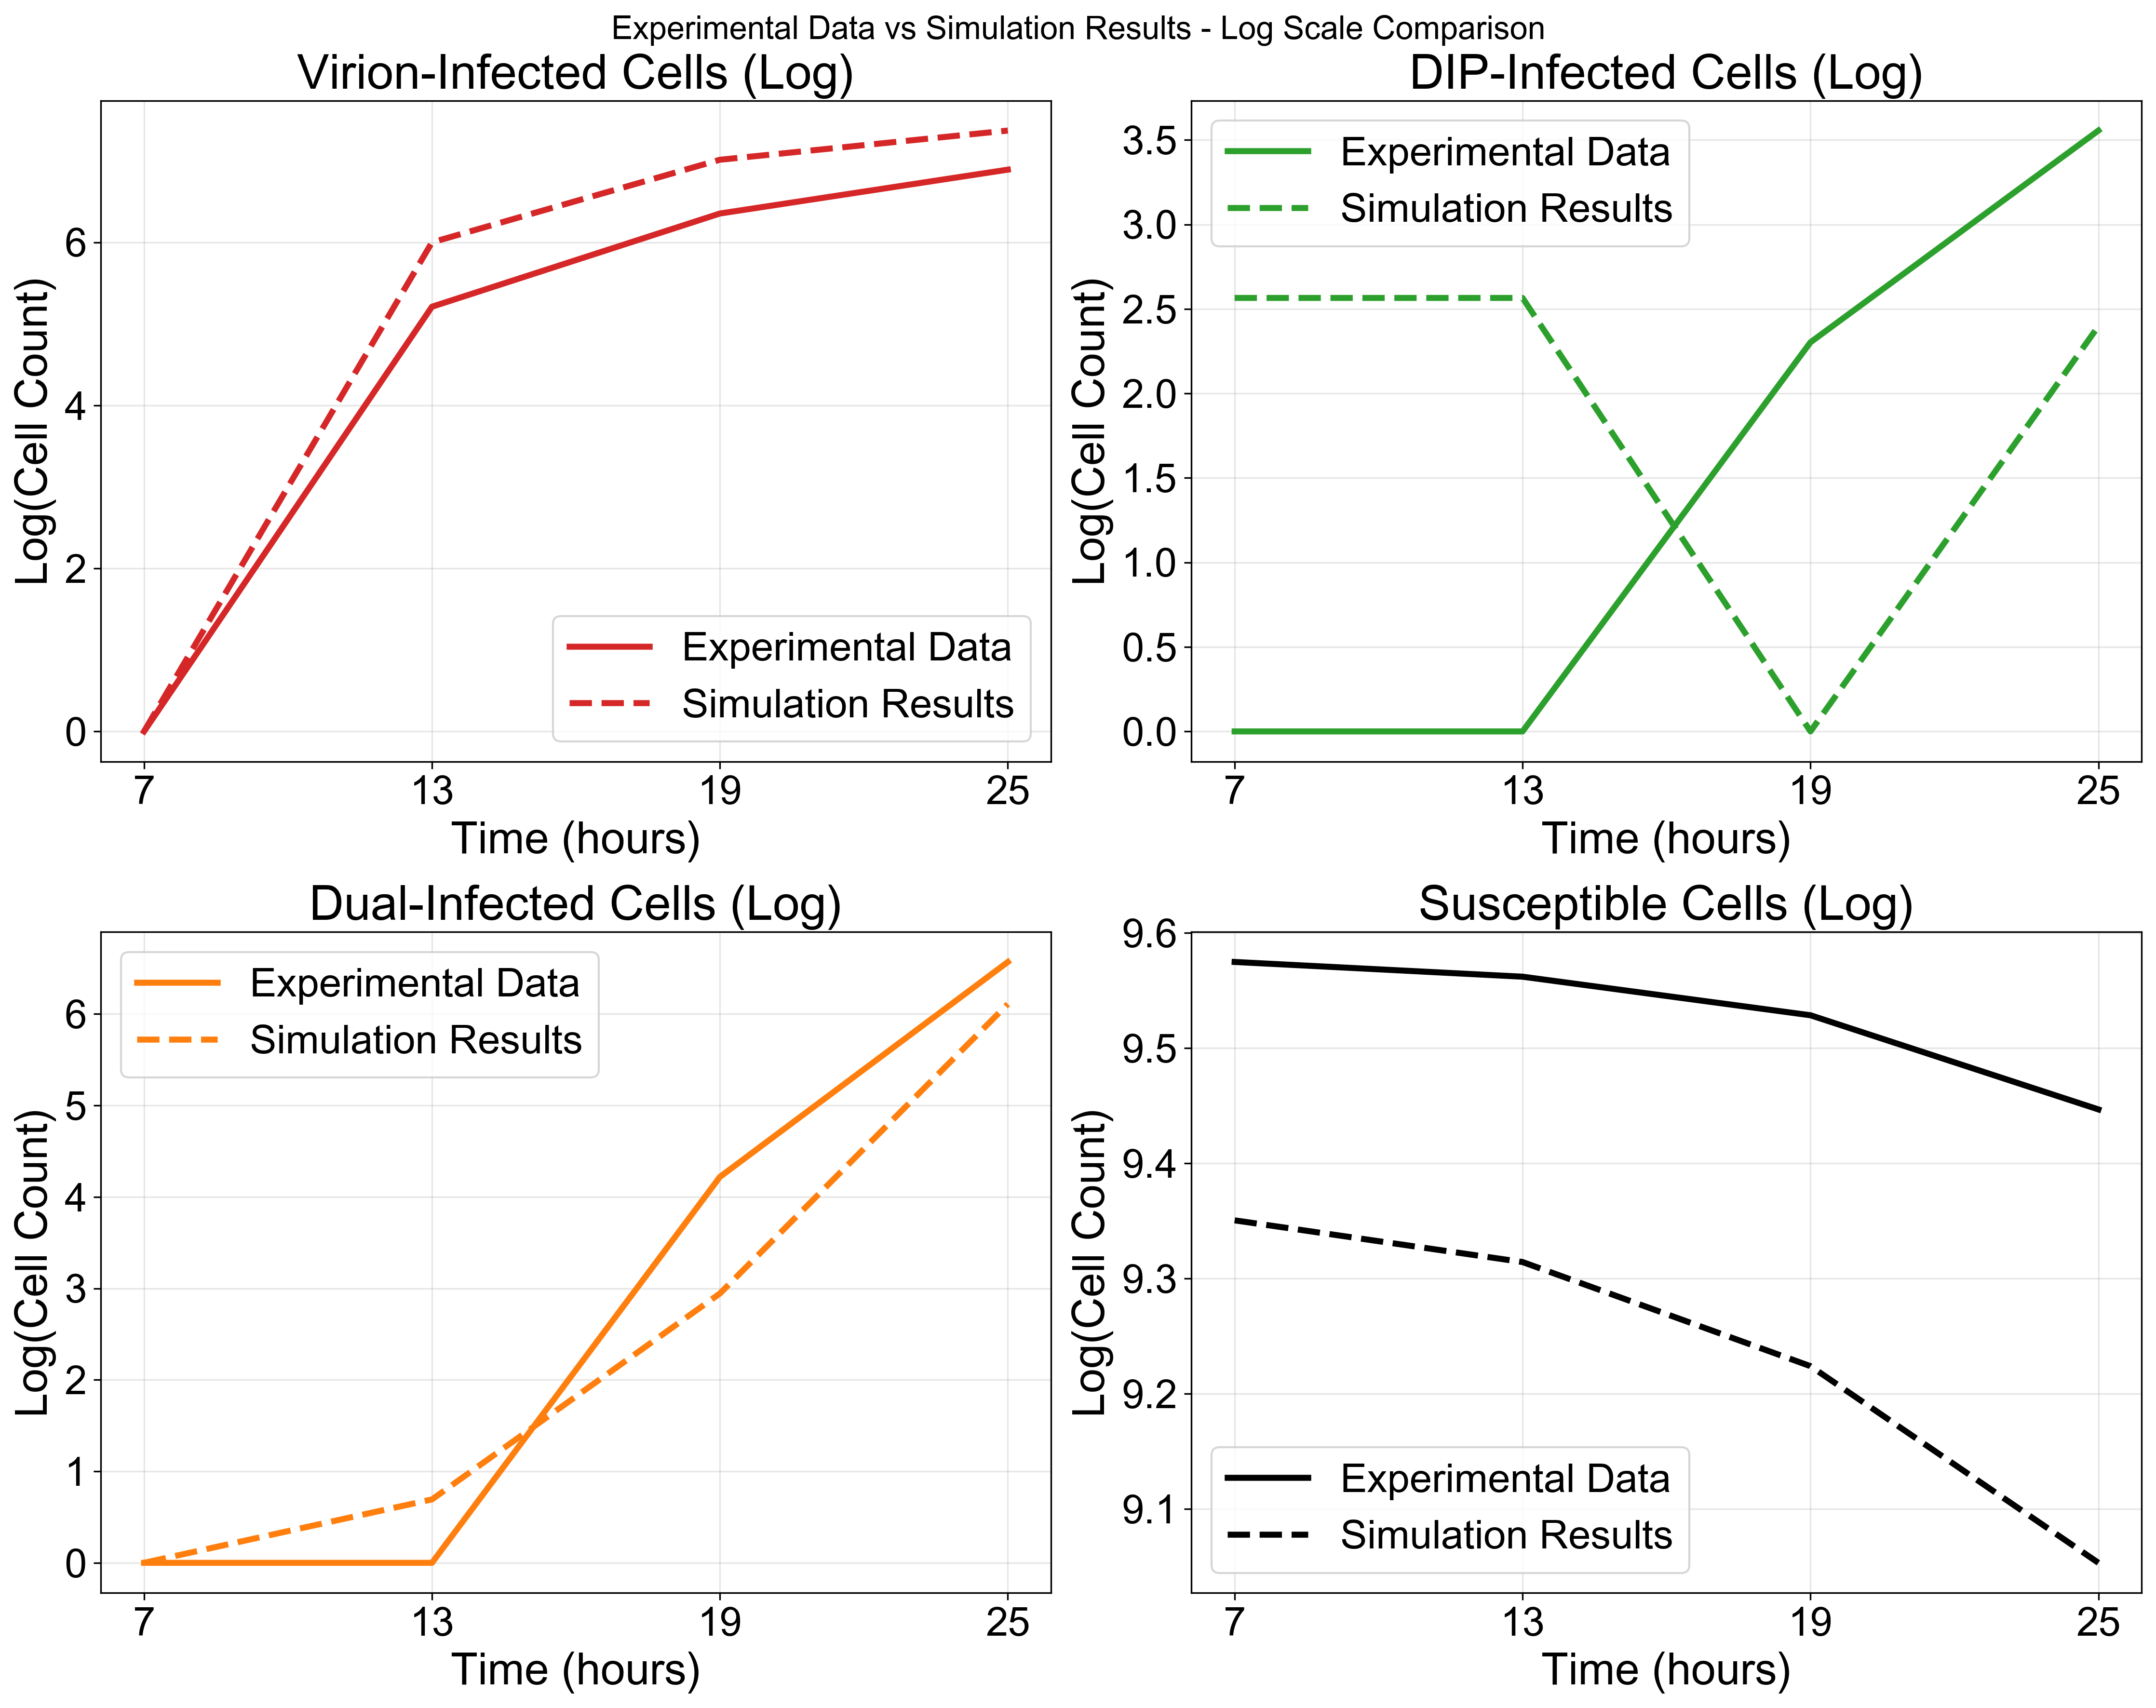 Experimental Data vs Simulation Results - Log Scale Comparison
Virion-Infected Cells (Log)
Log(Cell Count)
6
4
2
0
Experimental Data
Simulation Results
7 13 19 25
Time (hours)
DIP-Infected Cells (Log)
Log(Cell Count)
3.5
3.0
2.5
2.0
1.5
1.0
0.5
0.0
Experimental Data
Simulation Results
7 13 19 25
Time (hours)
Dual-Infected Cells (Log)
Log(Cell Count)
6
5
4
3
2
1
0
Experimental Data
Simulation Results
7 13 19 25
Time (hours)
Susceptible Cells (Log)
Log(Cell Count)
9.6
9.5
9.4
9.3
9.2
9.1
Experimental Data
Simulation Results
7 13 19 25
Time (hours)